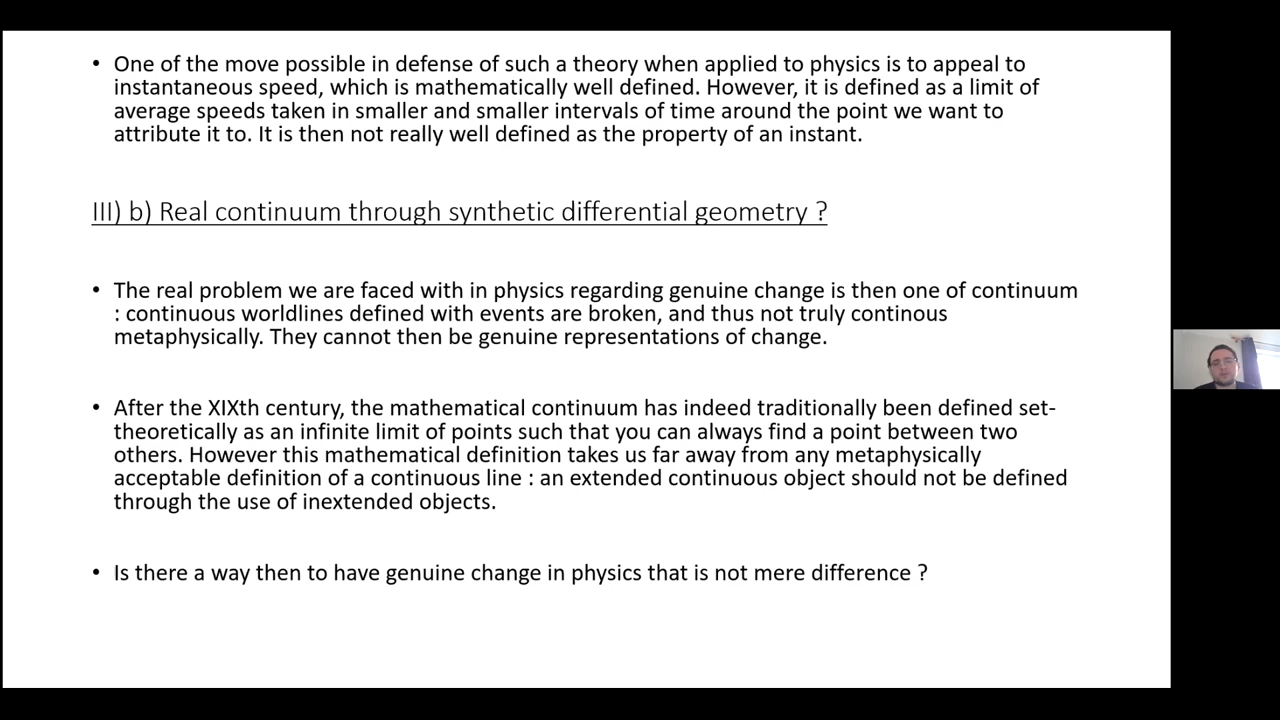 • One of the move possible in defense of such a theory when applied to physics is to appeal to
instantaneous speed, which is mathematically well defined. However, it is defined as a limit of
average speeds taken in smaller and smaller intervals of time around the point we want to
attribute it to. It is then not really well defined as the property of an instant.
III) b) Real continuum through synthetic differential geometry ?
• The real problem we are faced with in physics regarding genuine change is then one of continuum
: continuous worldlines defined with events are broken, and thus not truly continous
metaphysically. They cannot then be genuine representations of change.
• After the XIXth century, the mathematical continuum has indeed traditionally been defined set-
theoretically as an infinite limit of points such that you can always find a point between two
others. However this mathematical definition takes us far away from any metaphysically
acceptable definition of a continuous line : an extended continuous object should not be defined
through the use of inextended objects.
• Is there a way then to have genuine change in physics that is not mere difference ?